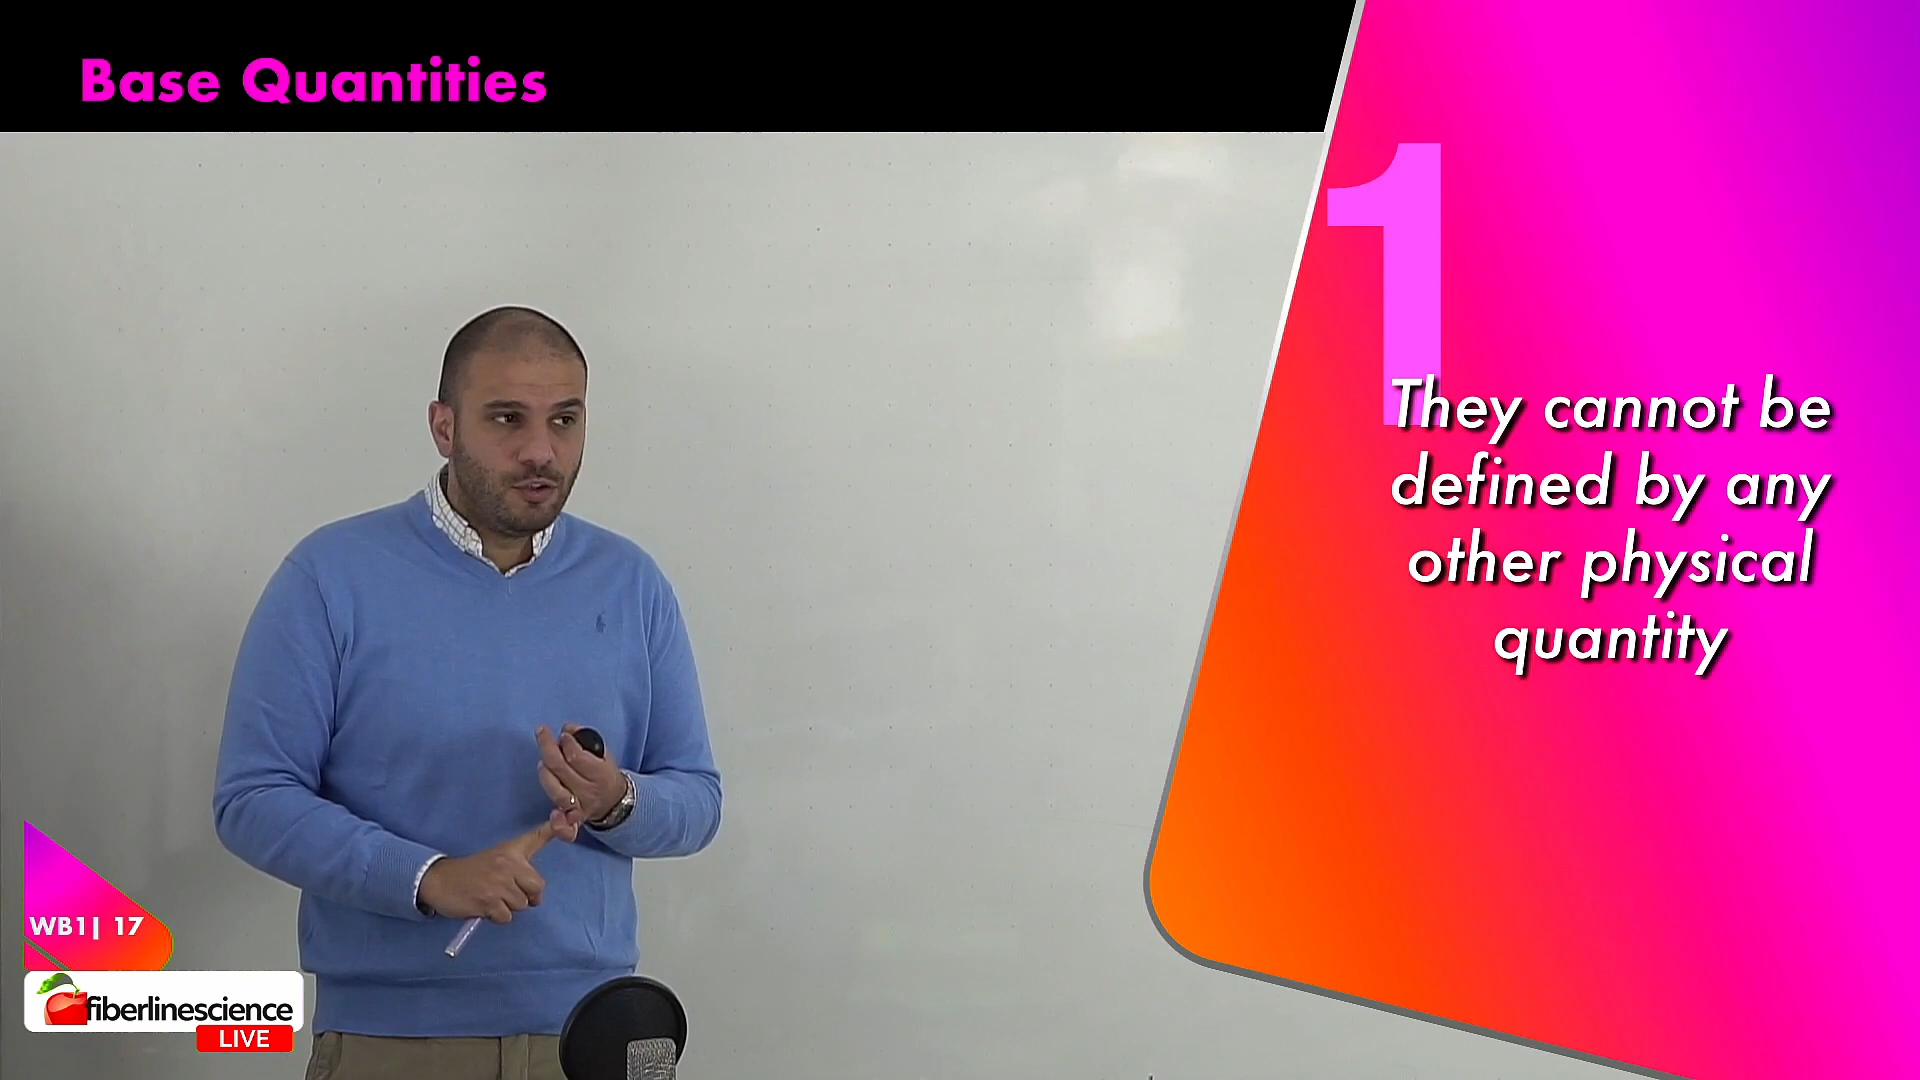 Base Quantities
1
They cannot be
defined by any
other physical
quantity
WB1| 17
fiberlinescience
LIVE